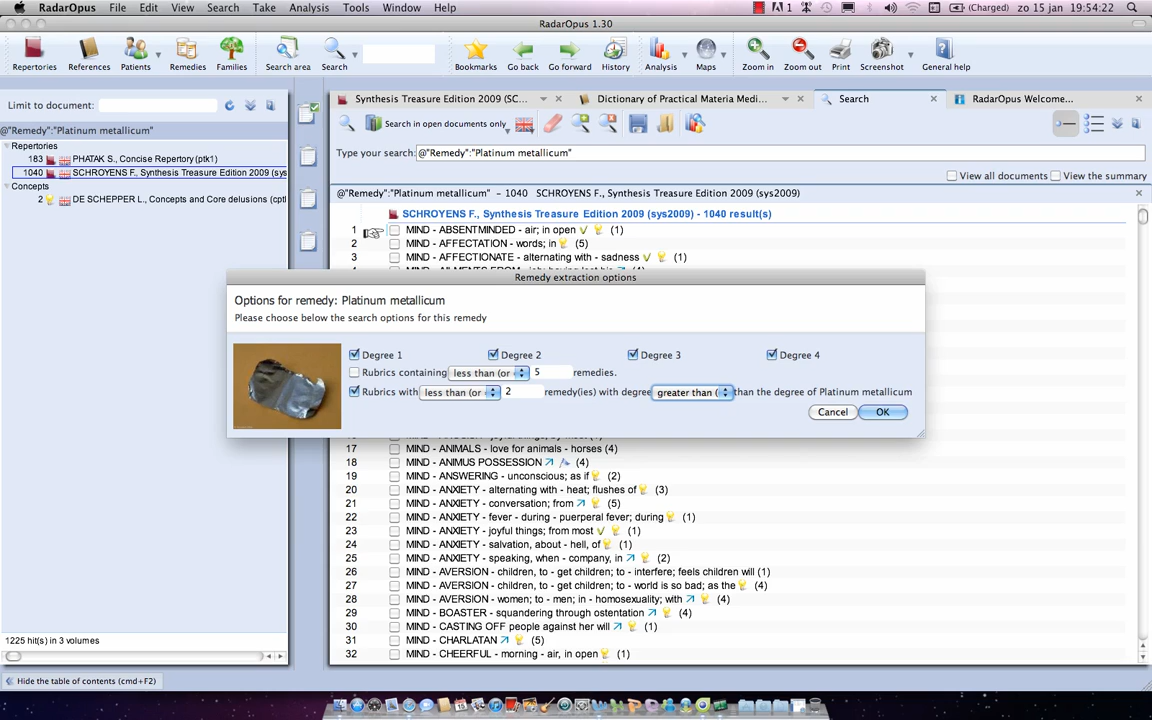 RadarOpus File Edit View Search Take Analysis Tools Window Help
1 (Charged) zo 15 jan 19:54:22
RadarOpus 1.30
Repertories References Patients Remedies Families Search area Search Bookmarks Go back Go forward History Analysis Maps Zoom in Zoom out Print Screenshot General help
Limit to document:
@"Remedy":"Platinum metallicum"
Repertories
183 PHATAK S., Concise Repertory (ptk1)
1040 SCHROYENS F., Synthesis Treasure Edition 2009 (sys
Concepts
2 DE SCHEPPER L., Concepts and Core delusions (cpt
1225 hit(s) in 3 volumes
Hide the table of contents (cmd+F2)
Synthesis Treasure Edition 2009 (SC... Dictionary of Practical Materia Medi... Search RadarOpus Welcome...
Search in open documents only
Type your search: @"Remedy":"Platinum metallicum"
View all documents View the summary
@"Remedy":"Platinum metallicum" - 1040 SCHROYENS F., Synthesis Treasure Edition 2009 (sys2009)
SCHROYENS F., Synthesis Treasure Edition 2009 (sys2009) - 1040 result(s)
1 MIND - ABSENTMINDED - air; in open (1)
2 MIND - AFFECTATION - words; in (5)
3 MIND - AFFECTIONATE - alternating with - sadness (1)
Remedy extraction options
Options for remedy: Platinum metallicum
Please choose below the search options for this remedy
Degree 1 Degree 2 Degree 3 Degree 4
Rubrics containing less than (or 5 remedies.
Rubrics with less than (or 2 remedy(ies) with degree greater than ( than the degree of Platinum metallicum
Cancel OK
17 MIND - ANIMALS - love for animals - horses (4)
18 MIND - ANIMUS POSSESSION (4)
19 MIND - ANSWERING - unconscious; as if (2)
20 MIND - ANXIETY - alternating with - heat; flushes of (3)
21 MIND - ANXIETY - conversation; from (5)
22 MIND - ANXIETY - fever - during - puerperal fever; during (1)
23 MIND - ANXIETY - joyful things; from most (1)
24 MIND - ANXIETY - salvation, about - hell, of (1)
25 MIND - ANXIETY - speaking, when - company, in (2)
26 MIND - AVERSION - children, to - get children; to - interfere; feels children will (1)
27 MIND - AVERSION - children, to - get children; to - world is so bad; as the (4)
28 MIND - AVERSION - women; to - men; in - homosexuality; with (4)
29 MIND - BOASTER - squandering through ostentation (4)
30 MIND - CASTING OFF people against her will (1)
31 MIND - CHARLATAN (5)
32 MIND - CHEERFUL - morning - air, in open (1)